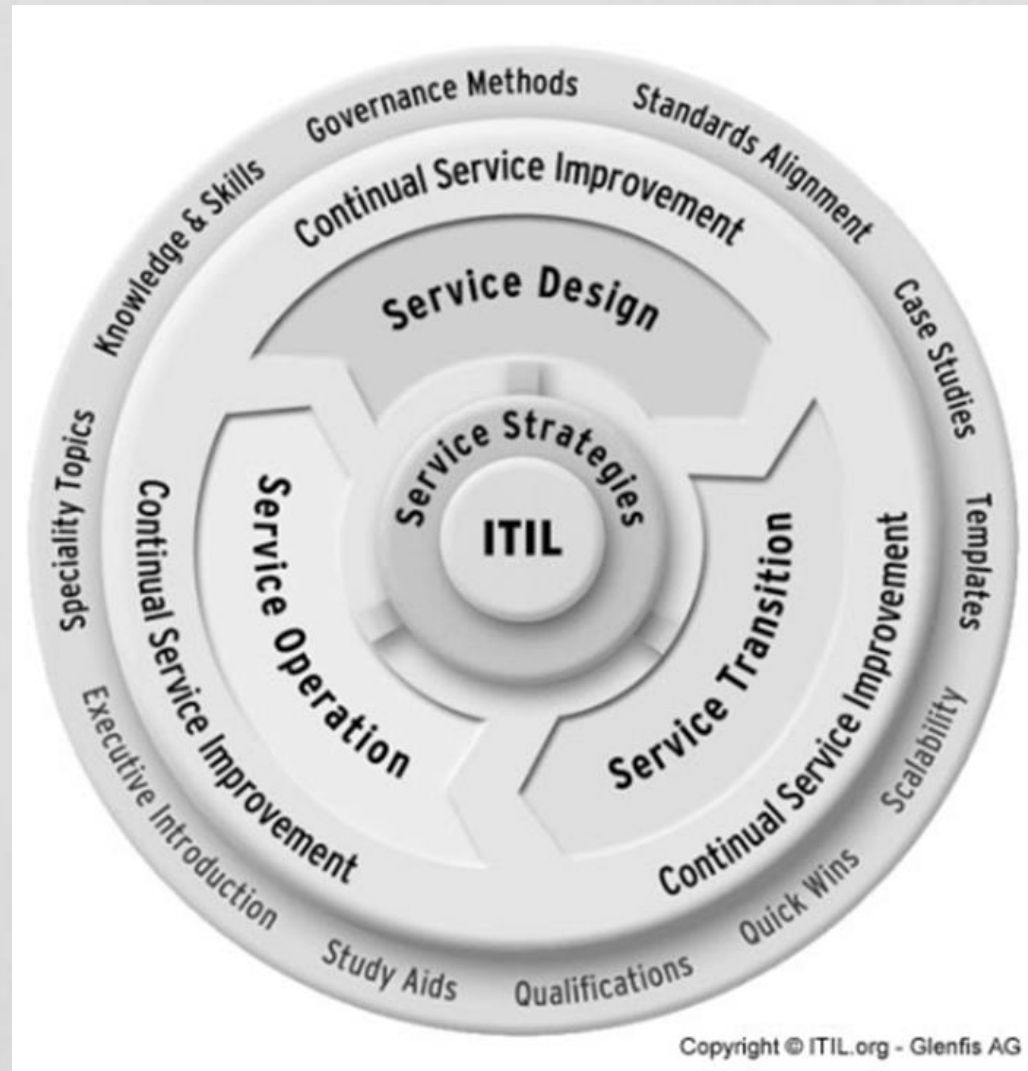 Governance Methods
Standards Alignment
Case Studies
Templates
Scalability
Quick Wins
Qualifications
Study Aids
Executive Introduction
Speciality Topics
Knowledge & Skills
Continual Service Improvement
Continual Service Improvement
Continual Service Improvement
Service Design
Service Transition
Service Operation
Service Strategies
ITIL
Copyright © ITIL.org - Glenfis AG